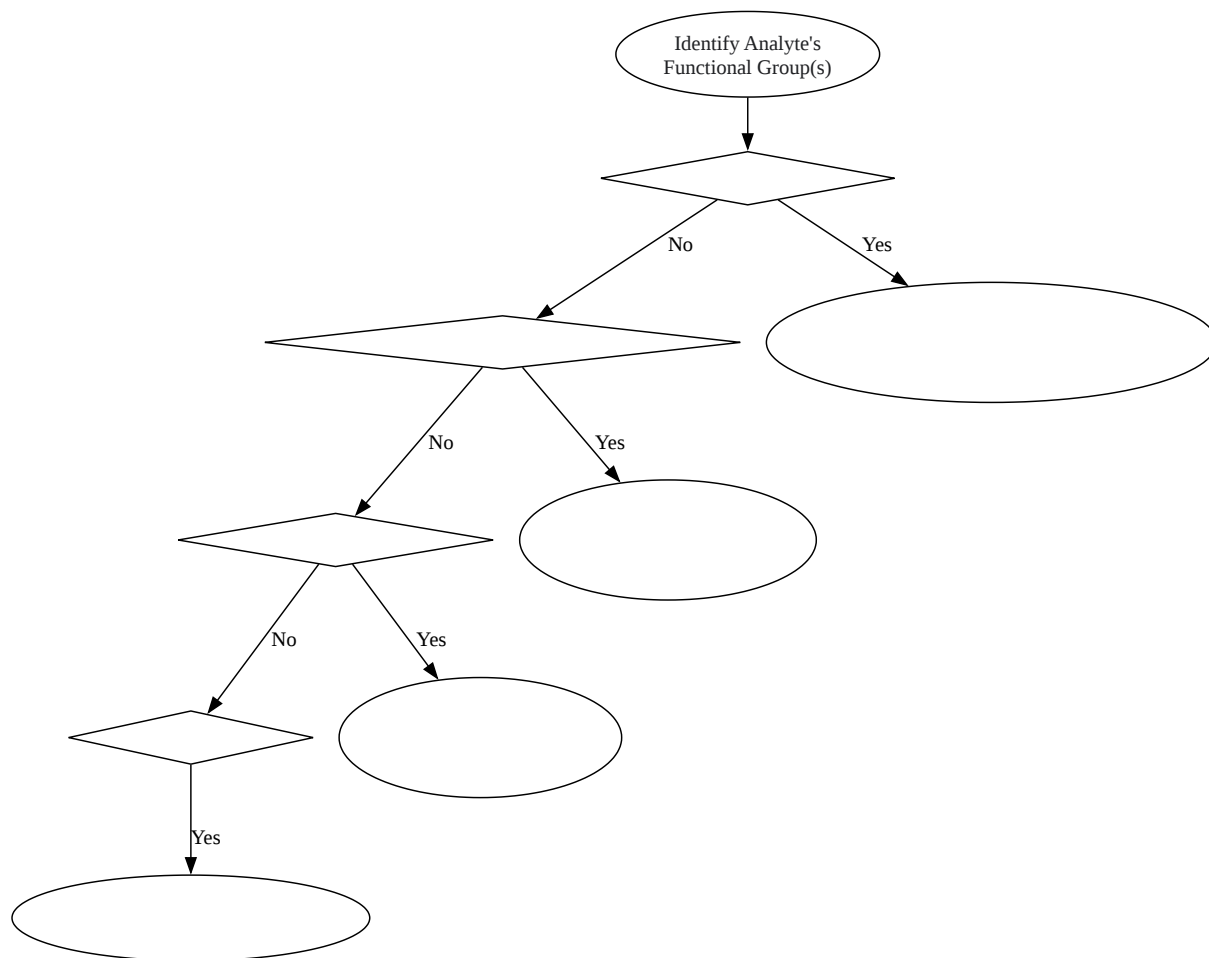 Identify Analyte's
Functional Group(s)
No
Yes
No
Yes
No
Yes
Yes